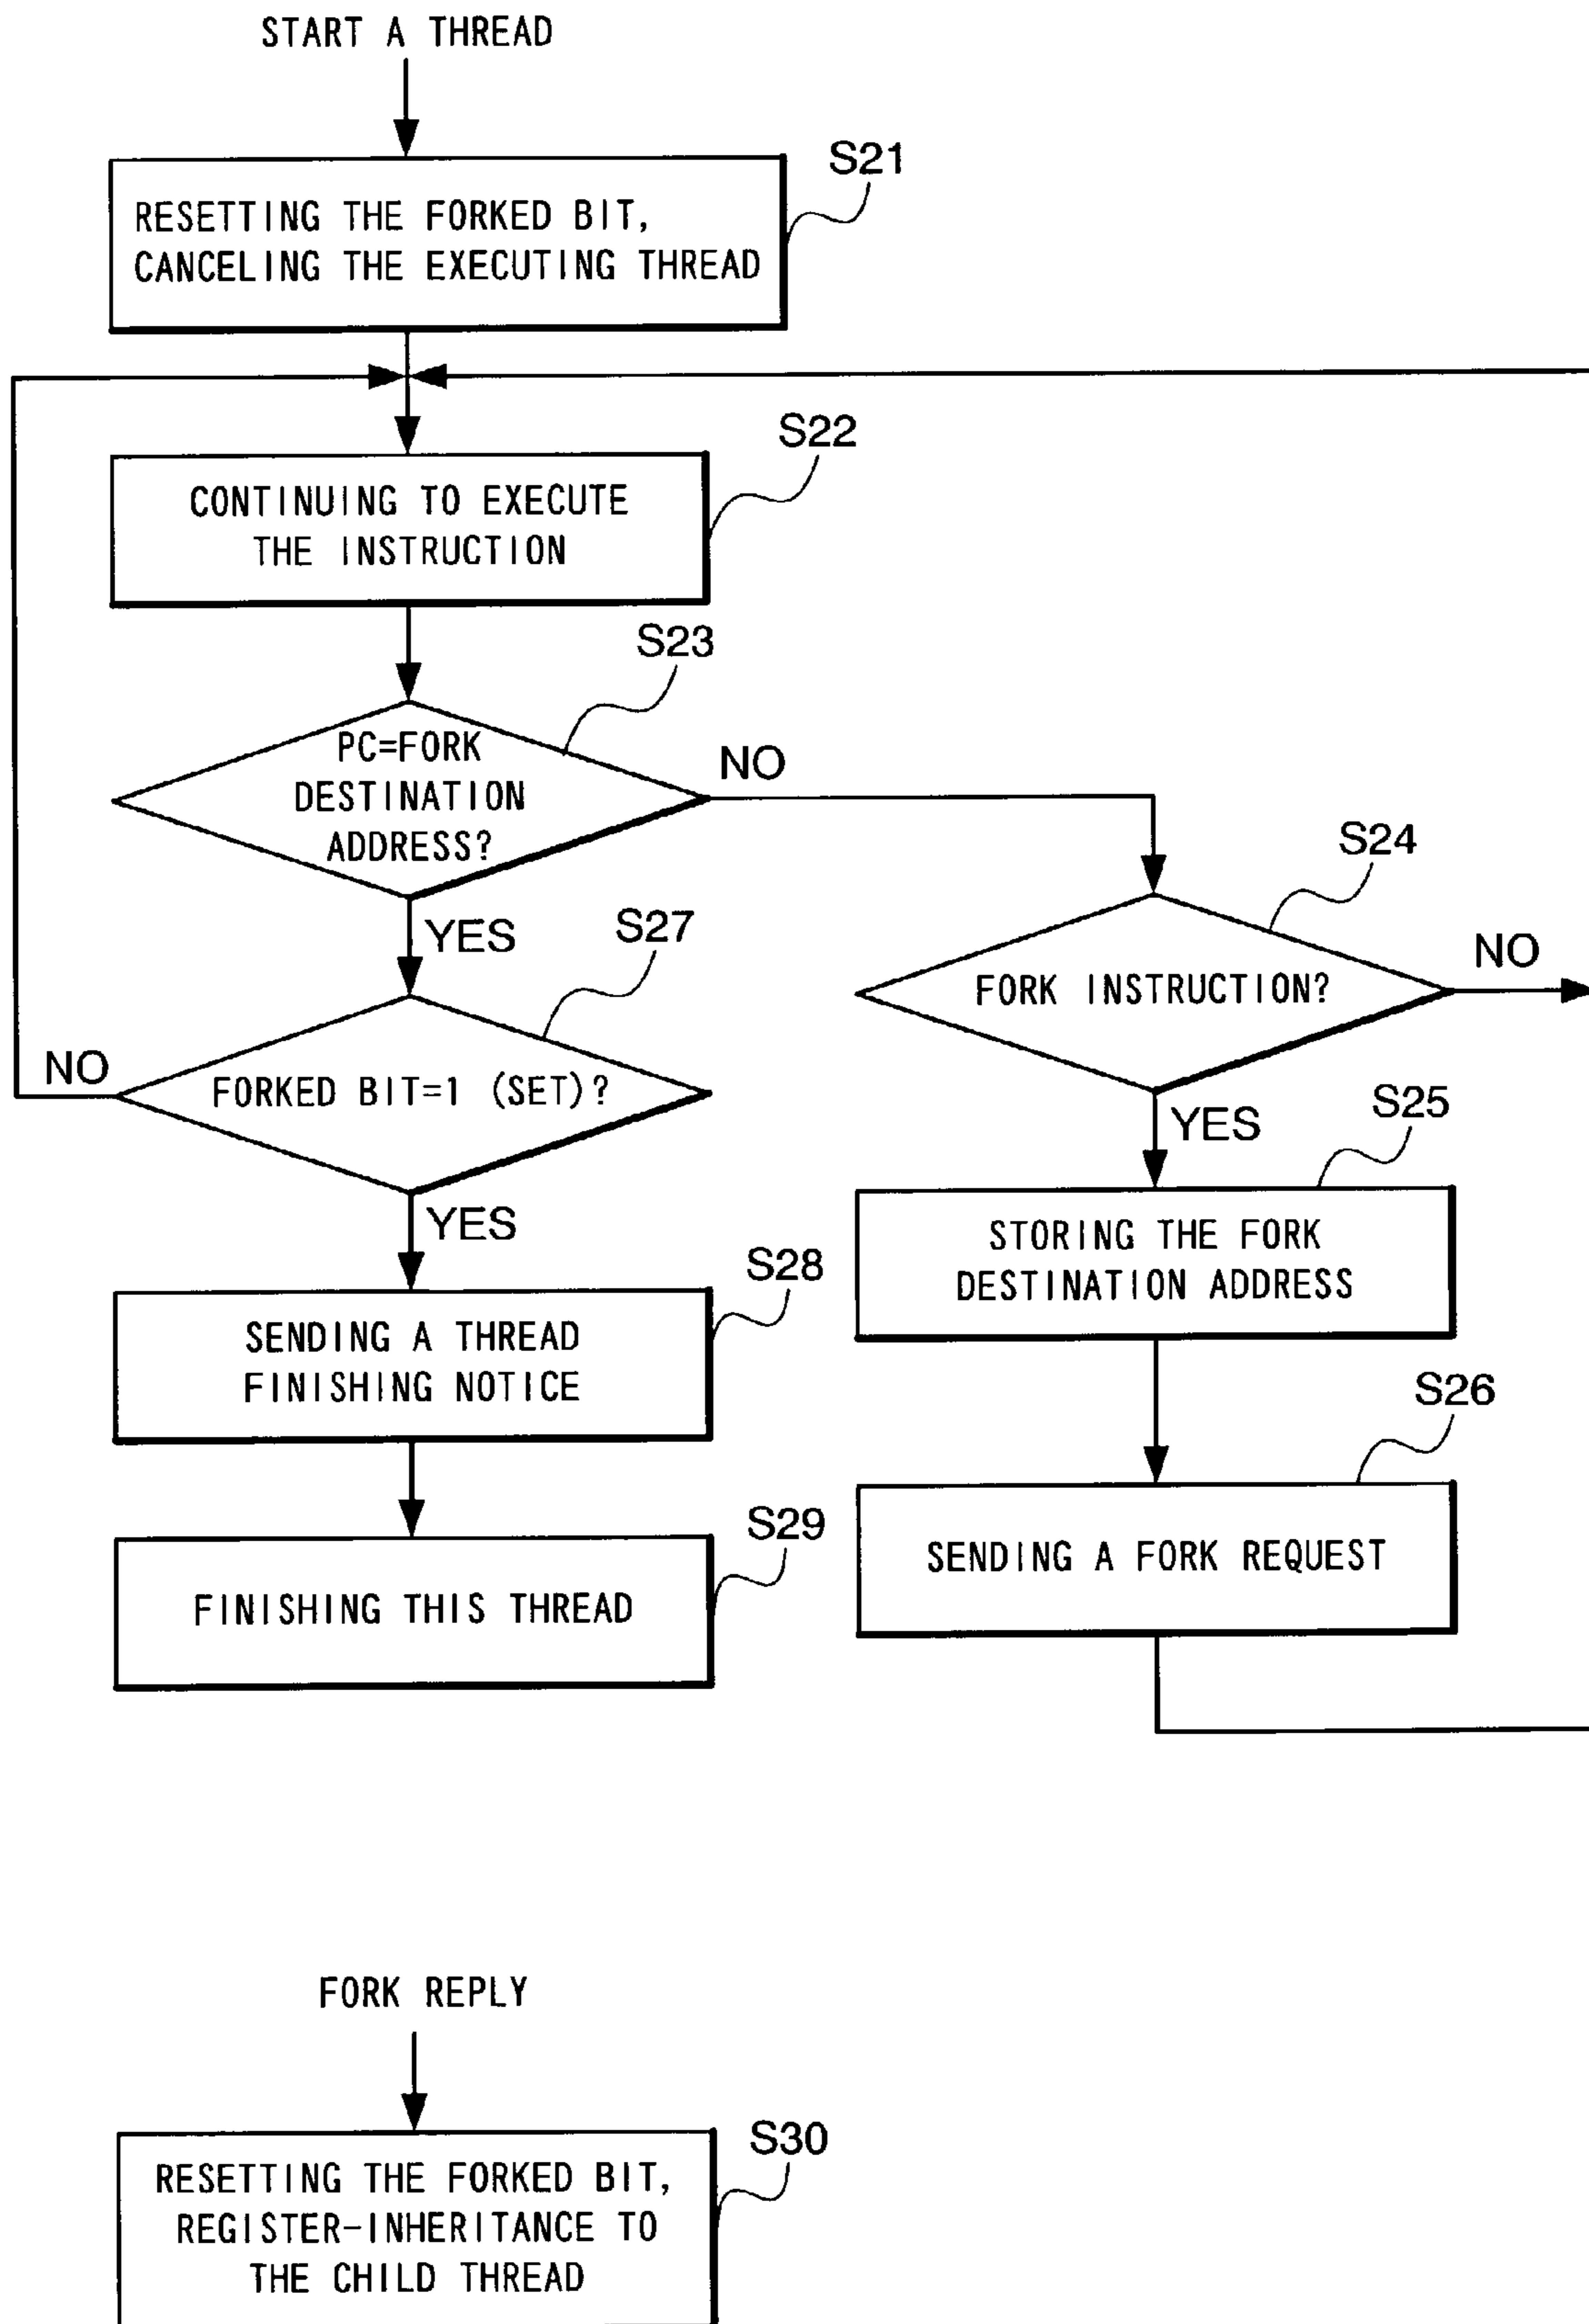 START A THREAD
S21
RESETTING THE FORKED BIT,
CANCELING THE EXECUTING THREAD
S22
CONTINUING TO EXECUTE
THE INSTRUCTION
S23
PC=FORK
DESTINATION
ADDRESS?
NO
YES
S24
FORK INSTRUCTION?
NO
YES
S27
FORKED BIT=1 (SET)?
NO
YES
S25
STORING THE FORK
DESTINATION ADDRESS
S28
SENDING A THREAD
FINISHING NOTICE
S26
SENDING A FORK REQUEST
S29
FINISHING THIS THREAD
FORK REPLY
S30
RESETTING THE FORKED BIT,
REGISTER-INHERITANCE TO
THE CHILD THREAD